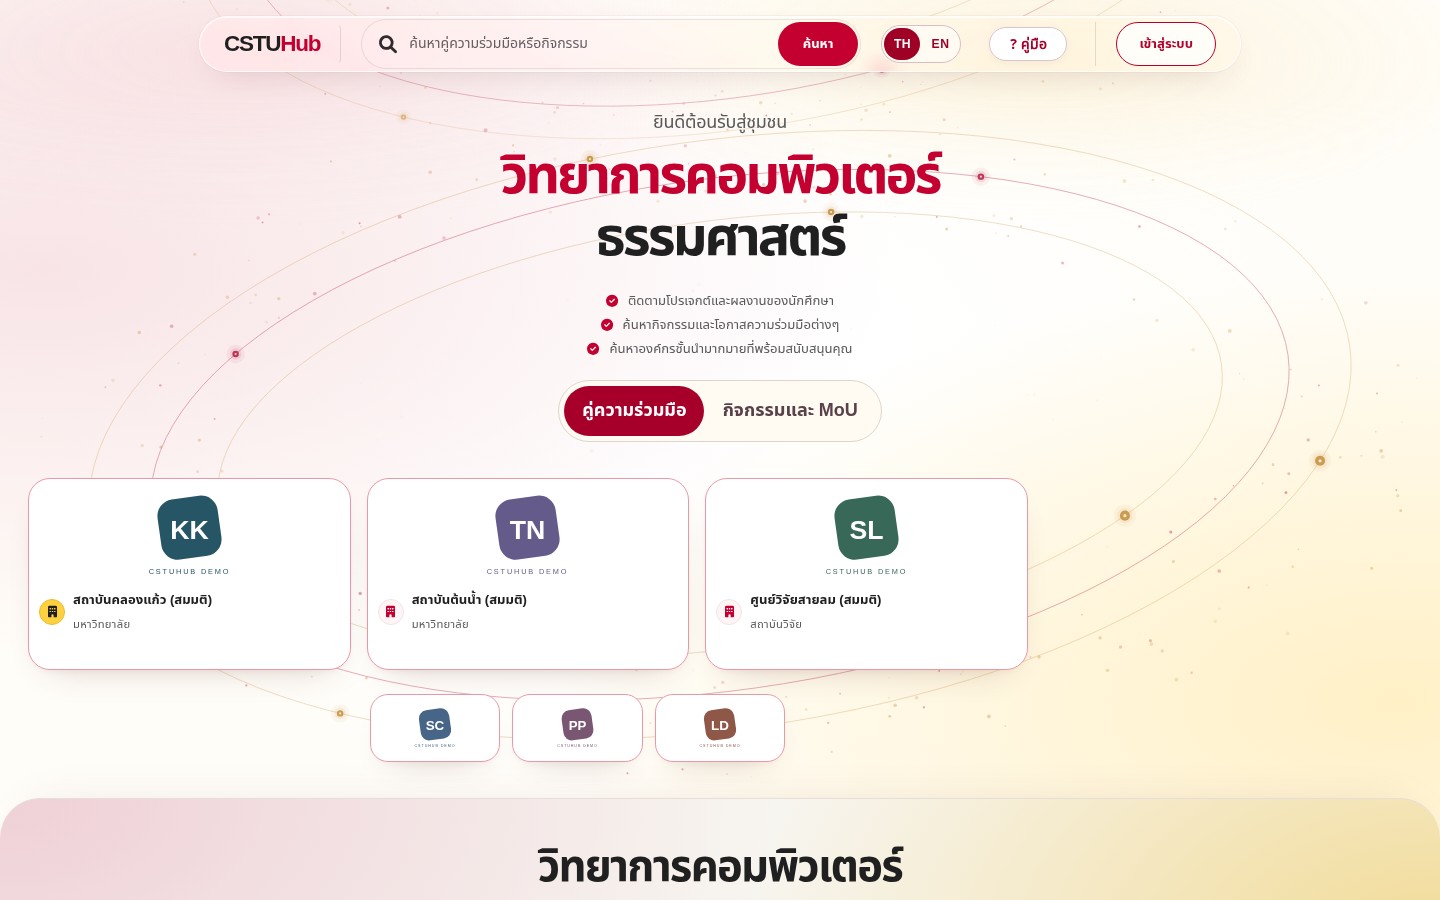 CSTUHub
ค้นหาคู่ความร่วมมือหรือกิจกรรม
ค้นหา
TH EN
? คู่มือ
เข้าสู่ระบบ
ยินดีต้อนรับสู่ชุมชน
วิทยาการคอมพิวเตอร์
ธรรมศาสตร์
ติดตามโปรเจกต์และผลงานของนักศึกษา
ค้นหากิจกรรมและโอกาสความร่วมมือต่างๆ
ค้นหาองค์กรชั้นนำมากมายที่พร้อมสนับสนุนคุณ
คู่ความร่วมมือ
กิจกรรมและ MoU
KK
CSTUHUB DEMO
สถาบันคลองแก้ว (สมมติ)
มหาวิทยาลัย
TN
CSTUHUB DEMO
สถาบันต้นน้ำ (สมมติ)
มหาวิทยาลัย
SL
CSTUHUB DEMO
ศูนย์วิจัยสายลม (สมมติ)
สถาบันวิจัย
SC
CSTUHUB DEMO
PP
CSTUHUB DEMO
LD
CSTUHUB DEMO
วิทยาการคอมพิวเตอร์